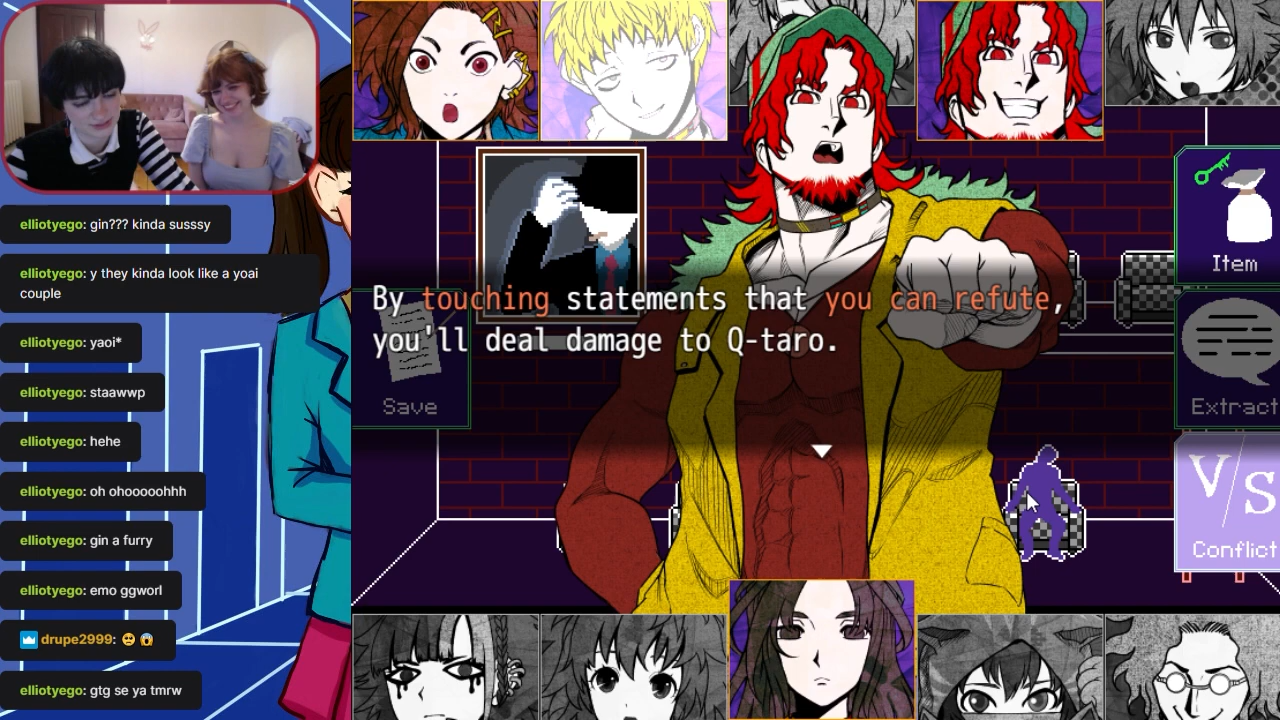 elliotyego: gin??? kinda susssy
elliotyego: y they kinda look like a yoai
couple
elliotyego: yaoi*
elliotyego: staawwp
elliotyego: hehe
elliotyego: oh ohooooohhh
elliotyego: gin a furry
elliotyego: emo ggworl
drupe2999: 😕 😱
elliotyego: gtg se ya tmrw
By touching statements that you can refute,
you'll deal damage to Q-taro.
Save
Item
Extract
VS
Conflict